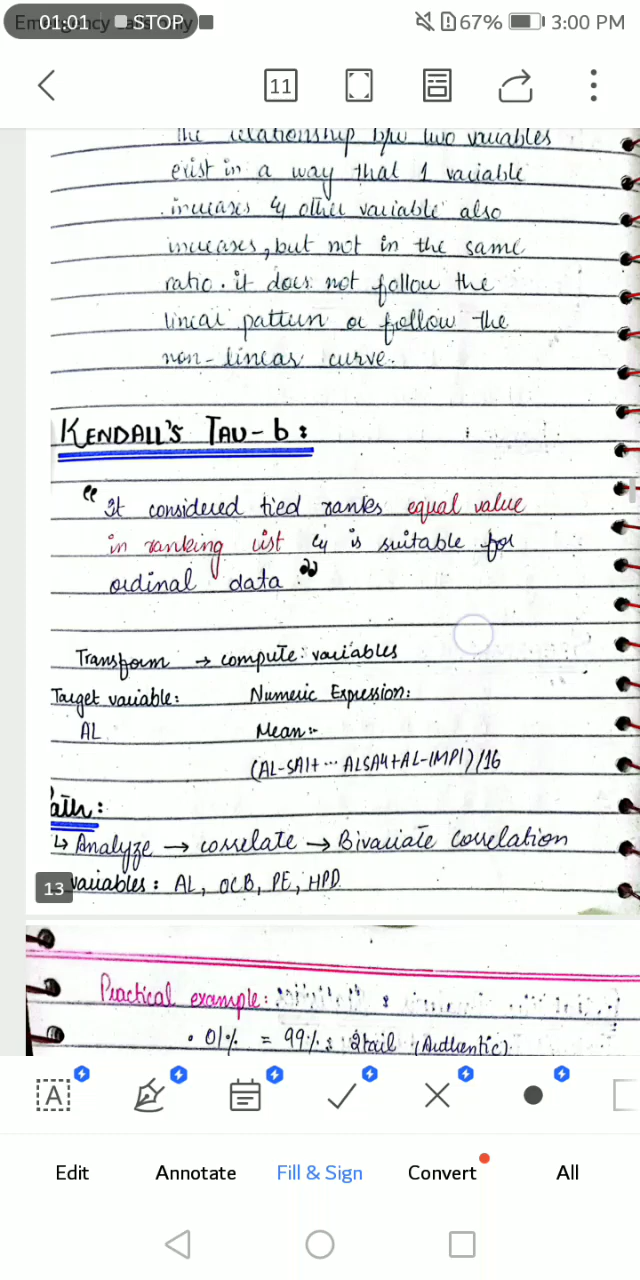 01:01 STOP
67% 3:00 PM
11
The relationship b/w two variables
exist in a way that 1 variable
increases & other variable also
increases, but not in the same
ratio. it does not follow the
linear pattern or follow the
non-linear curve.
KENDALL'S TAU-b:
"It considered tied ranks equal value
in ranking list & is suitable for
ordinal data"
Transform → compute variables
Target variable: Numeric Expression:
AL Mean:-
(AL-SA1+ ... ALSA4+AL-IMP1)/16
ath:
↳ Analyze → correlate → Bivariate correlation
variables: AL, OCB, PE, HPD
13
Practical example:
• 01% = 99% : 2tail (Authentic)
Edit Annotate Fill & Sign Convert All